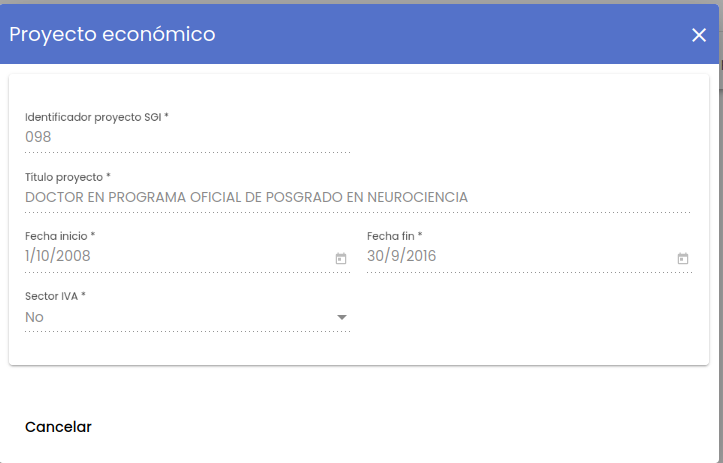 Proyecto económico
Identificador proyecto SGI *
098
Título proyecto *
DOCTOR EN PROGRAMA OFICIAL DE POSGRADO EN NEUROCIENCIA
Fecha inicio * Fecha fin *
1/10/2008 30/9/2016
Sector IVA *
No
Cancelar